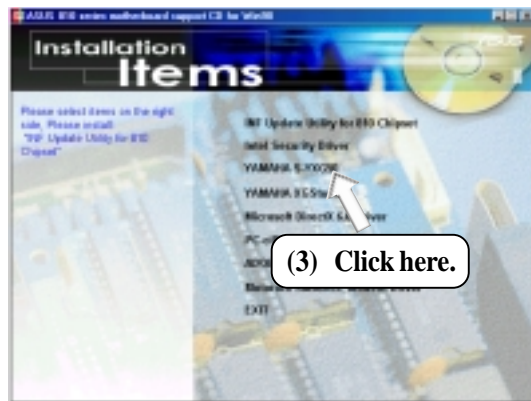 ASUS 810 series motherboard support CD for Win98
Installation
Items
ASUS
Please select items on the right
side, Please install:
"INF Update Utility for 810
Chipset"
INF Update Utility for 810 Chipset
Intel Security Driver
YAMAHA
YAMAHA
Microsoft DirectX
(3) Click here.
EXIT